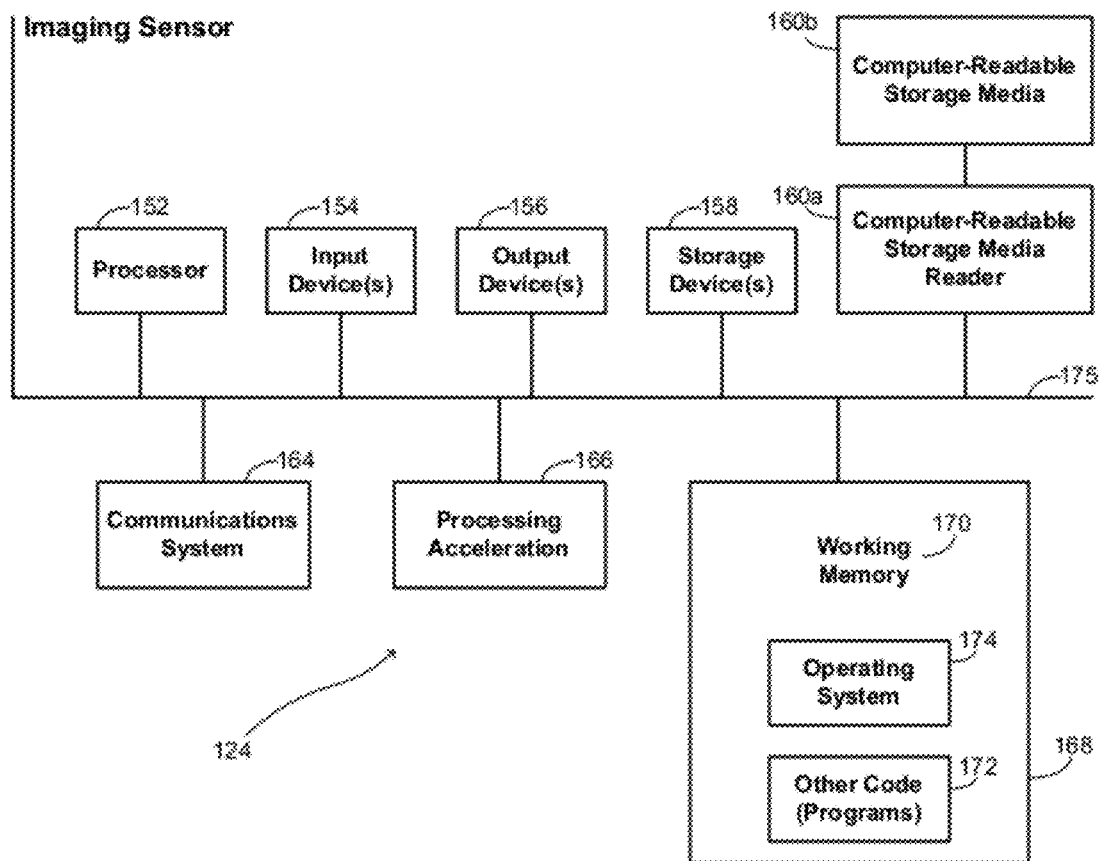 Imaging Sensor
160b
Computer-Readable
Storage Media
152
154
156
158
160a
Processor
Input
Device(s)
Output
Device(s)
Storage
Device(s)
Computer-Readable
Storage Media
Reader
175
164
166
Communications
System
Processing
Acceleration
170
Working
Memory
174
Operating
System
124
168
172
Other Code
(Programs)